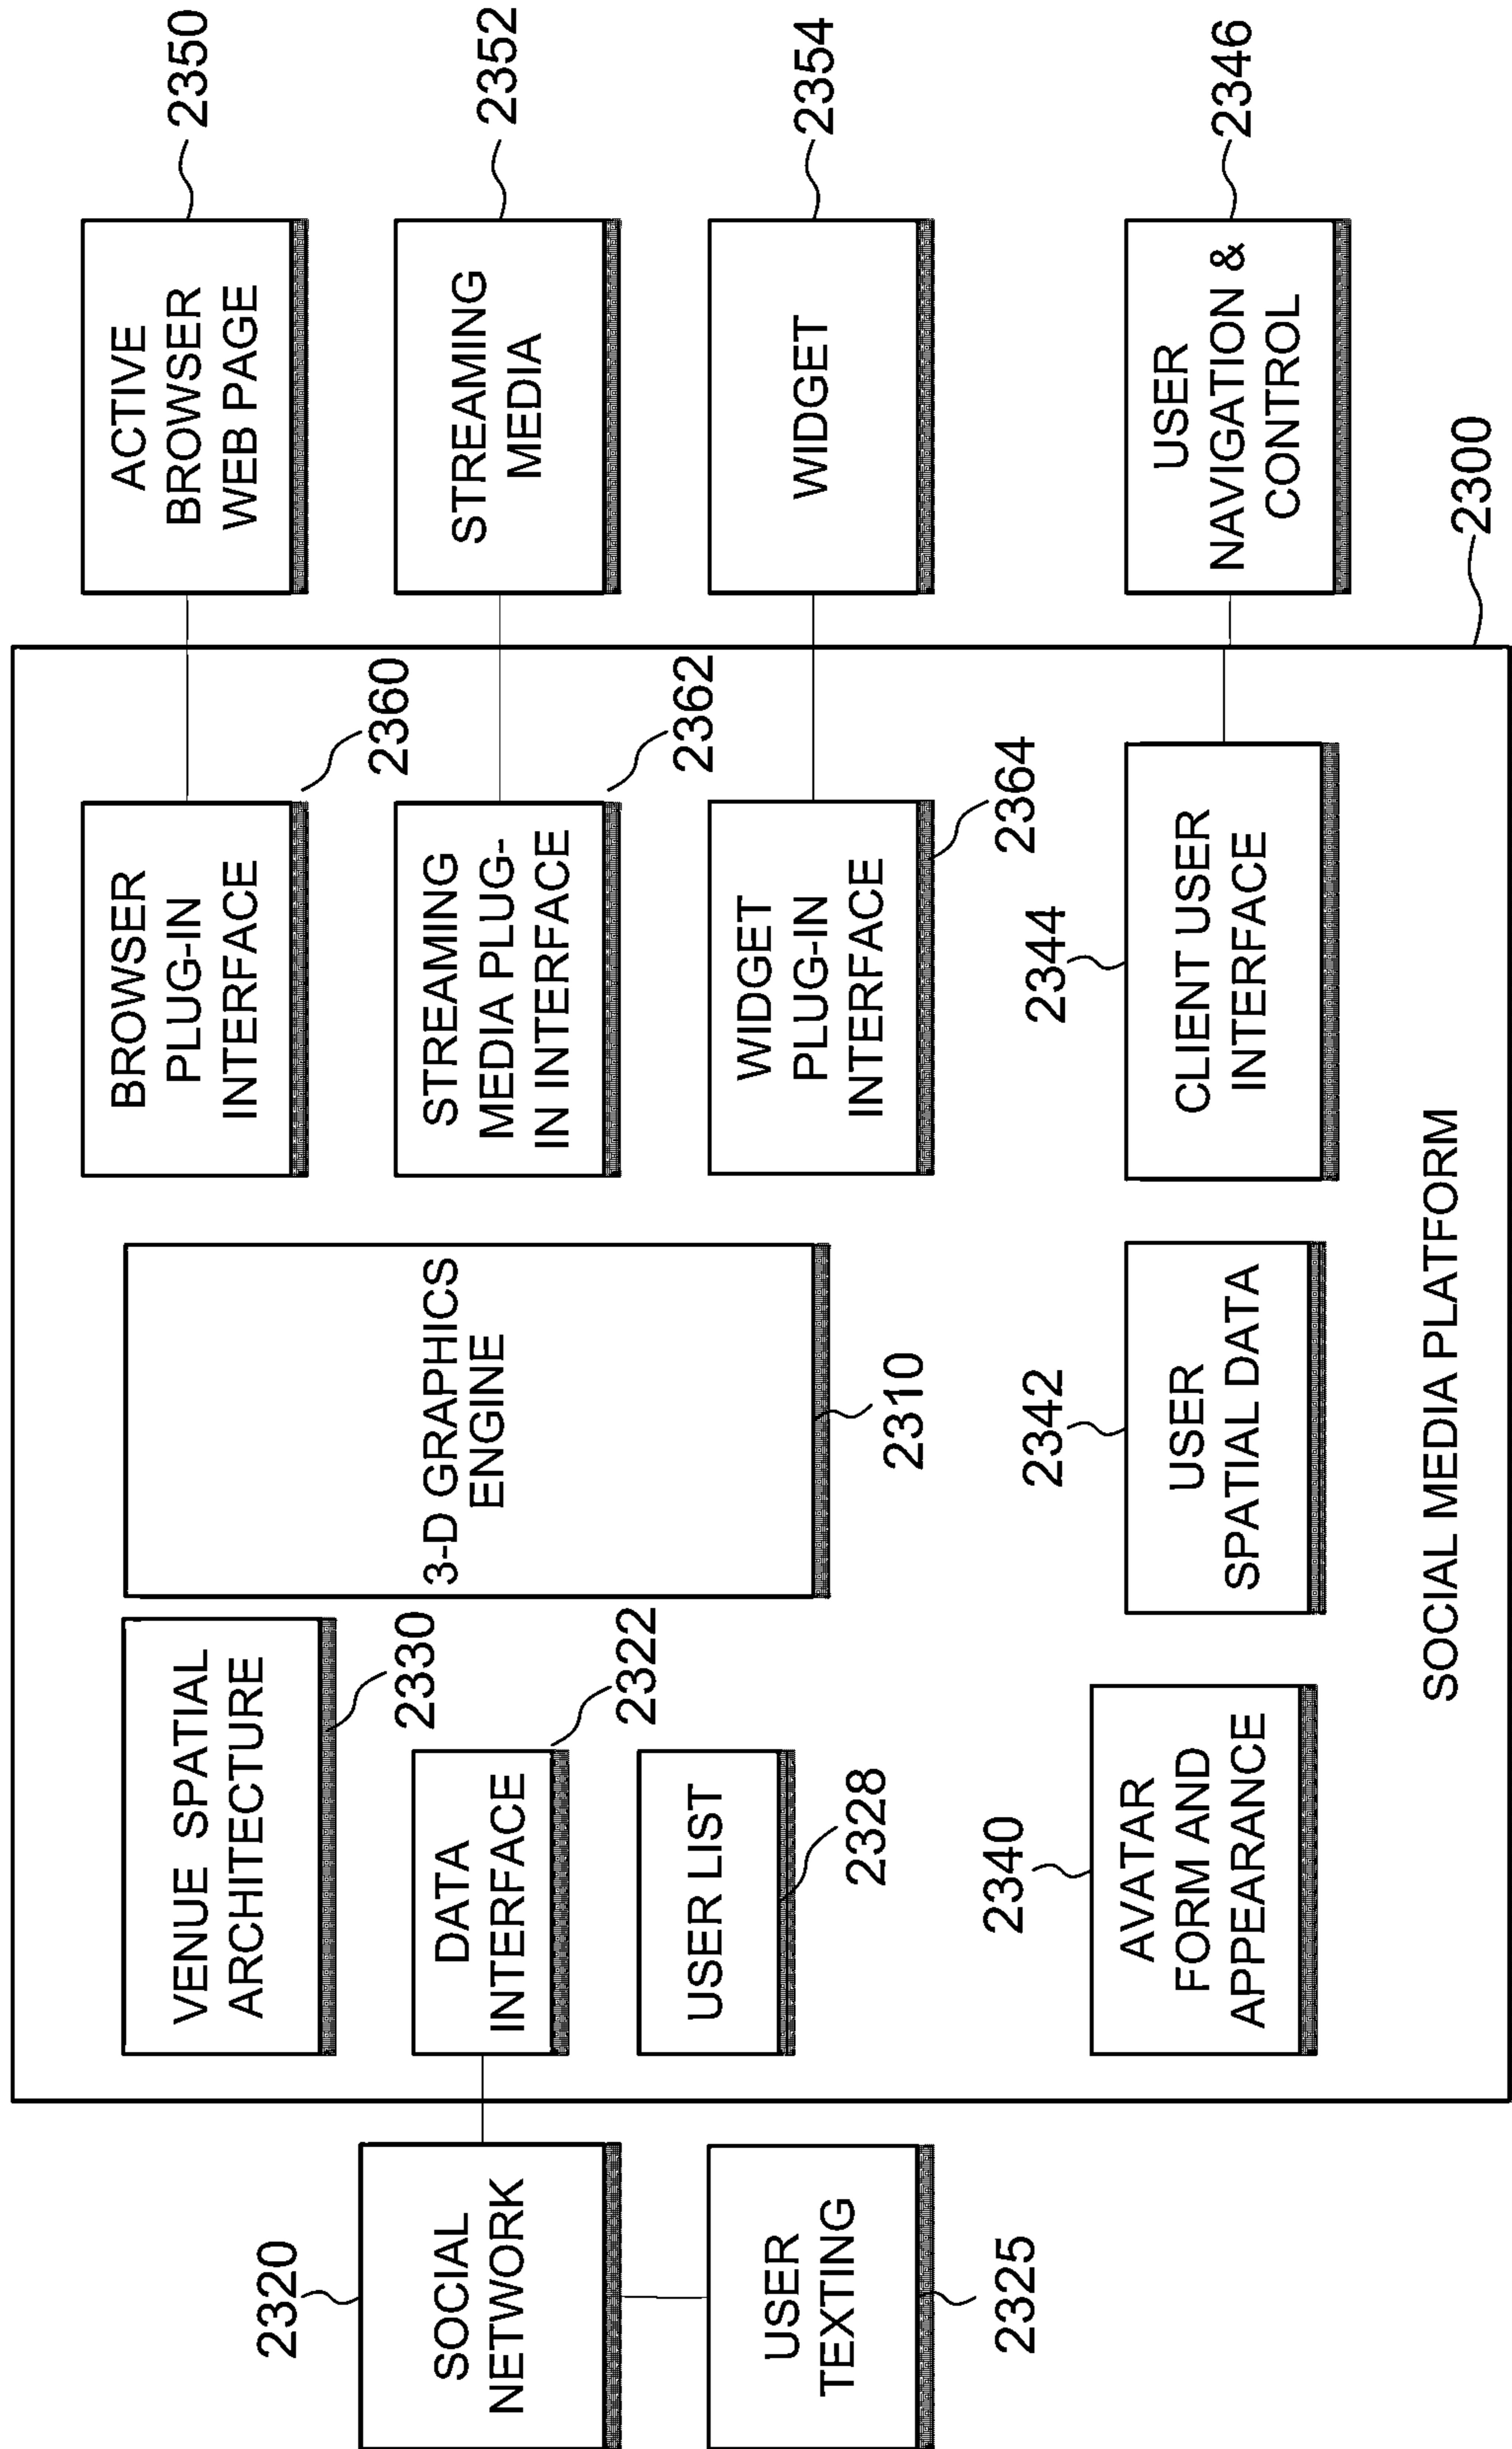 2320
SOCIAL
NETWORK
USER
TEXTING
2325
VENUE SPATIAL
ARCHITECTURE
2330
DATA
INTERFACE
2322
USER LIST
2328
2340
AVATAR
FORM AND
APPEARANCE
3-D GRAPHICS
ENGINE
2310
2342
USER
SPATIAL DATA
BROWSER
PLUG-IN
INTERFACE
2360
STREAMING
MEDIA PLUG-
IN INTERFACE
2362
WIDGET
PLUG-IN
INTERFACE
2364
2344
CLIENT USER
INTERFACE
SOCIAL MEDIA PLATFORM
2300
ACTIVE
BROWSER
WEB PAGE
2350
STREAMING
MEDIA
2352
WIDGET
2354
USER
NAVIGATION &
CONTROL
2346